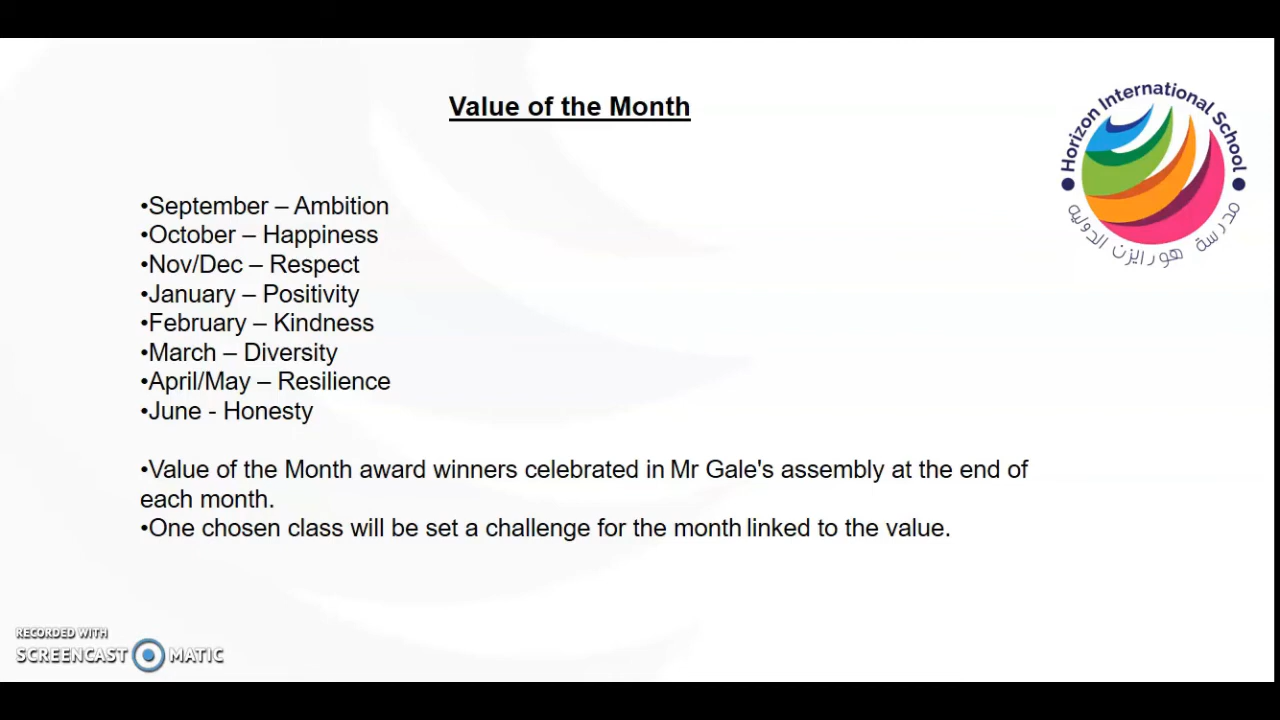 Value of the Month
Horizon International School
مدرسة هورايزن الدولية
•September – Ambition
•October – Happiness
•Nov/Dec – Respect
•January – Positivity
•February – Kindness
•March – Diversity
•April/May – Resilience
•June - Honesty
•Value of the Month award winners celebrated in Mr Gale's assembly at the end of
each month.
•One chosen class will be set a challenge for the month linked to the value.
RECORDED WITH
SCREENCAST MATIC